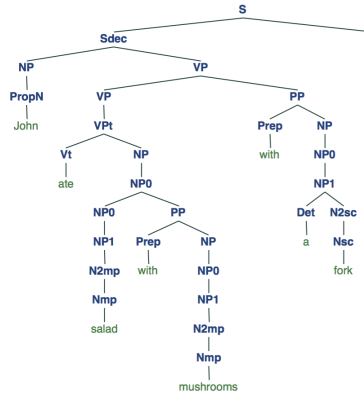 S
Sdec
NP VP
PropN VP PP
John VPt Prep NP
Vt NP with NP0
ate NP0 NP1
NP0 PP Det N2sc
NP1 Prep NP a Nsc
N2mp with NP0 fork
Nmp NP1
salad N2mp
Nmp
mushrooms